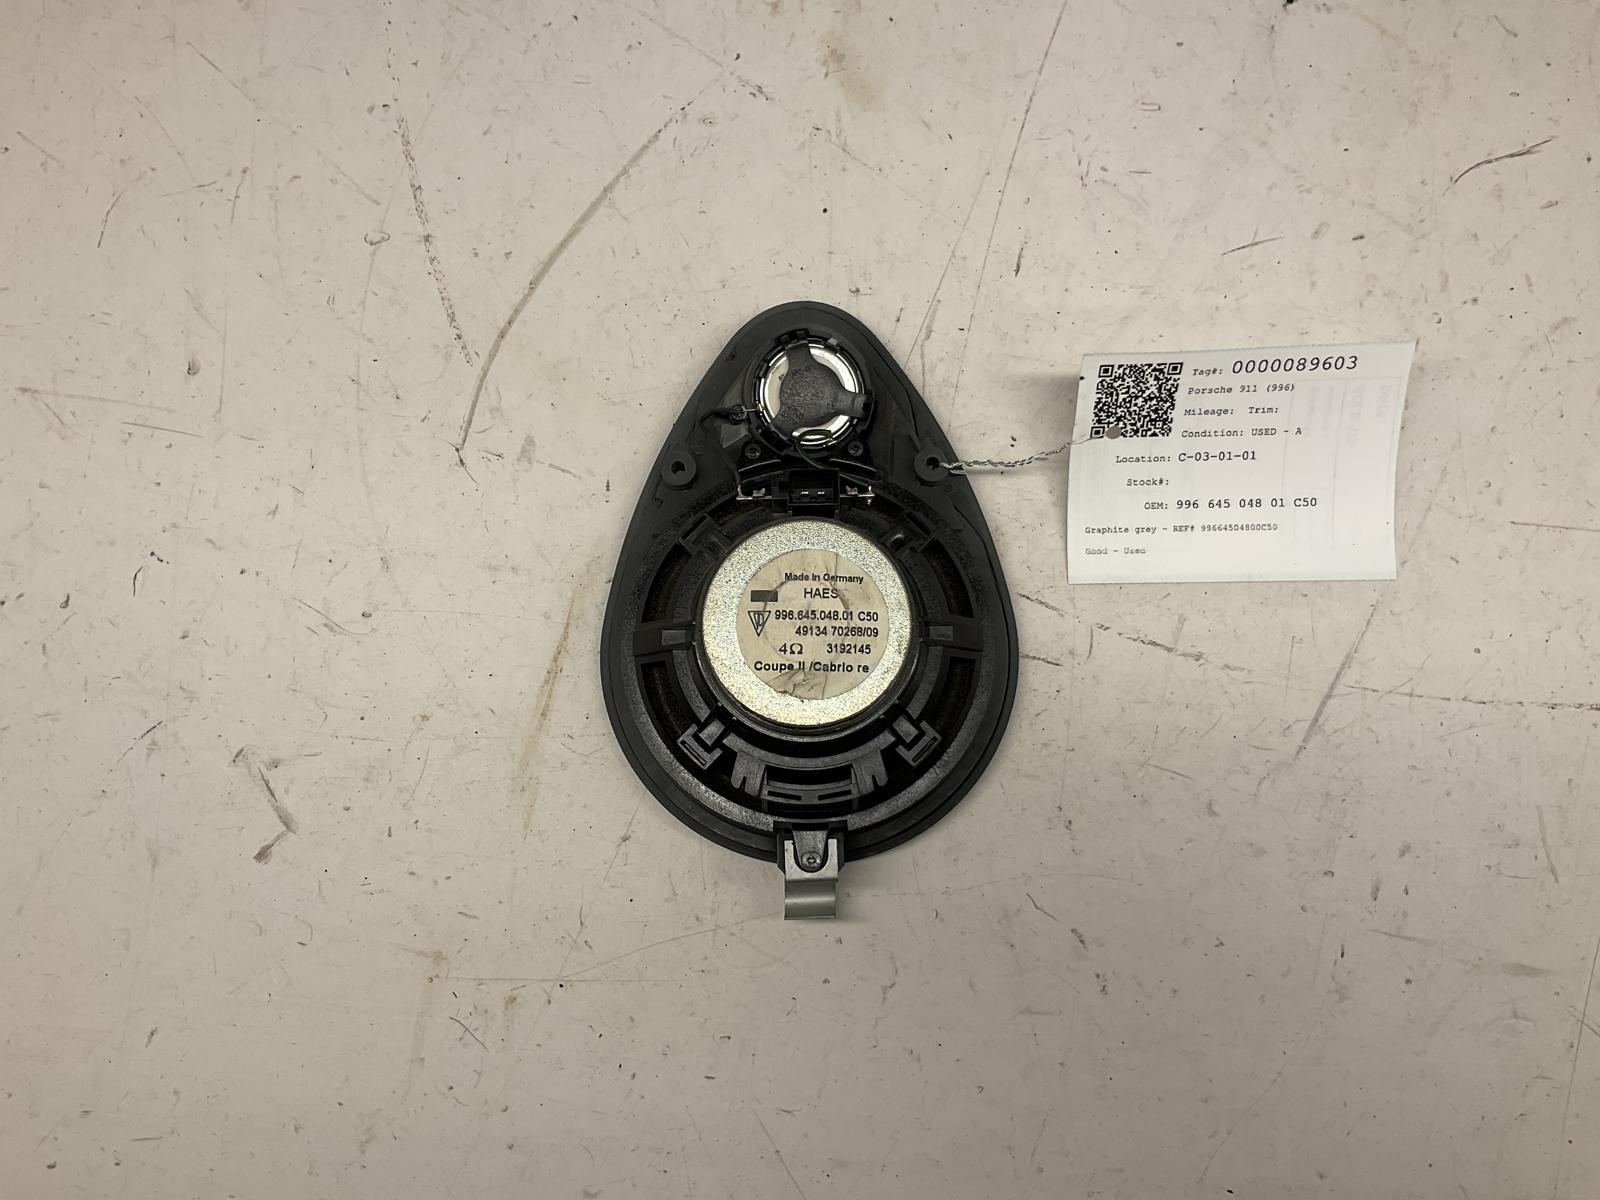 Made in Germany
HAES
996.645.048.01 C50
49134 70268/09
4Ω 3192145
Coupe II /Cabrio re
Tag#: 0000089603
Porsche 911 (996)
Mileage: Trim:
Condition: USED - A
Location: C-03-01-01
Stock#:
OEM: 996 645 048 01 C50
Graphite grey - REF# 99664504800C50
Good - Used